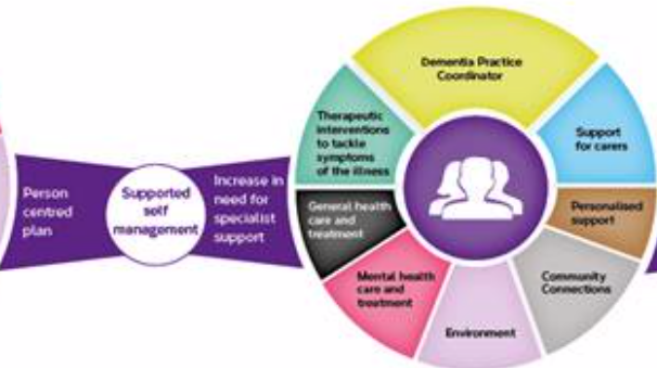 Person
centred
plan
Supported
self
management
Increase in
need for
specialist
support
Dementia Practice
Coordinator
Support
for carers
Personalised
support
Community
Connections
Environment
Mental health
care and
treatment
General health
care and
treatment
Therapeutic
interventions
to tackle
symptoms
of the illness